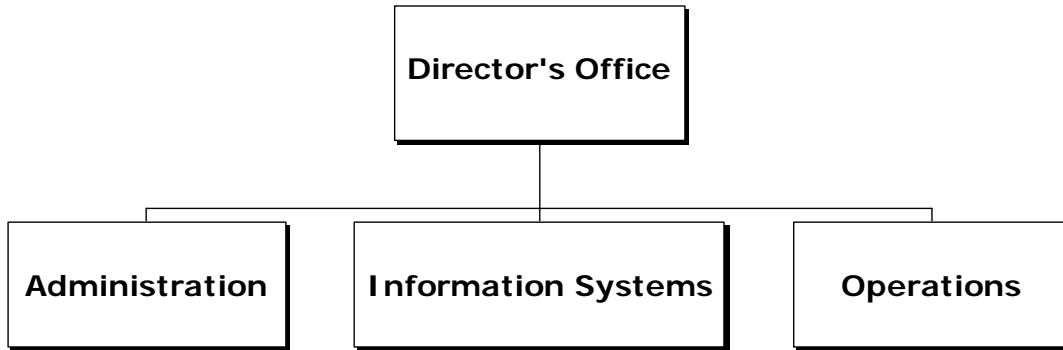 Director's Office
Administration
Information Systems
Operations